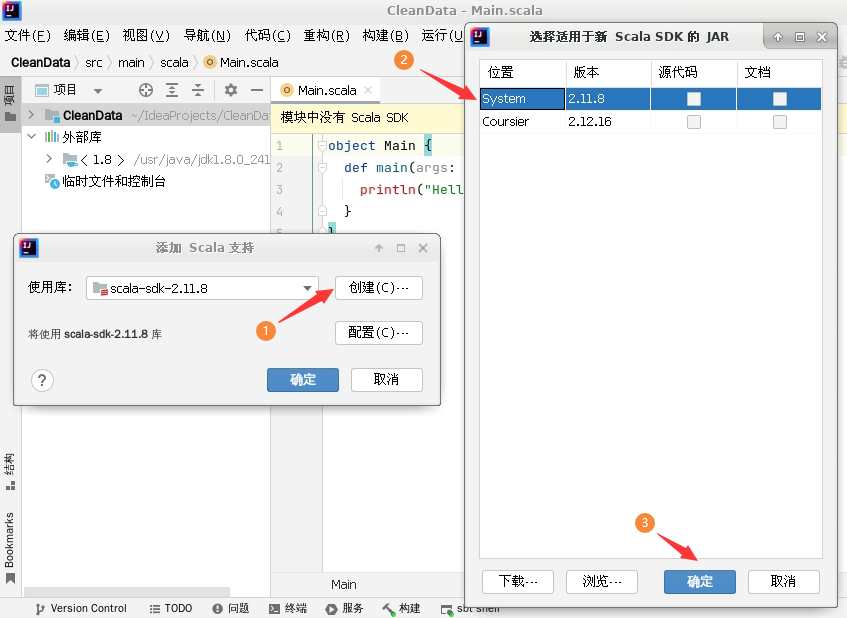 CleanData – Main.scala
文件(F) 编辑(E) 视图(V) 导航(N) 代码(C) 重构(R) 构建(B) 运行(U
CleanData src main scala Main.scala
项目
项目
Main.scala
CleanData ~/IdeaProjects/CleanDa
外部库
< 1.8 > /usr/java/jdk1.8.0_241
临时文件和控制台
模块中没有 Scala SDK
1 object Main {
2 def main(args:
3 println("Hell
4 }
5 }
添加 Scala 支持
使用库:
scala-sdk-2.11.8
创建(C)…
1
将使用 scala-sdk-2.11.8 库
配置(C)…
?
确定
取消
选择适用于新 Scala SDK 的 JAR
2
位置 版本 源代码 文档
System 2.11.8
Coursier 2.12.16
3
下载…
浏览…
确定
取消
结构
Bookmarks
Main
Version Control TODO 问题 终端 服务 构建 sbt shell